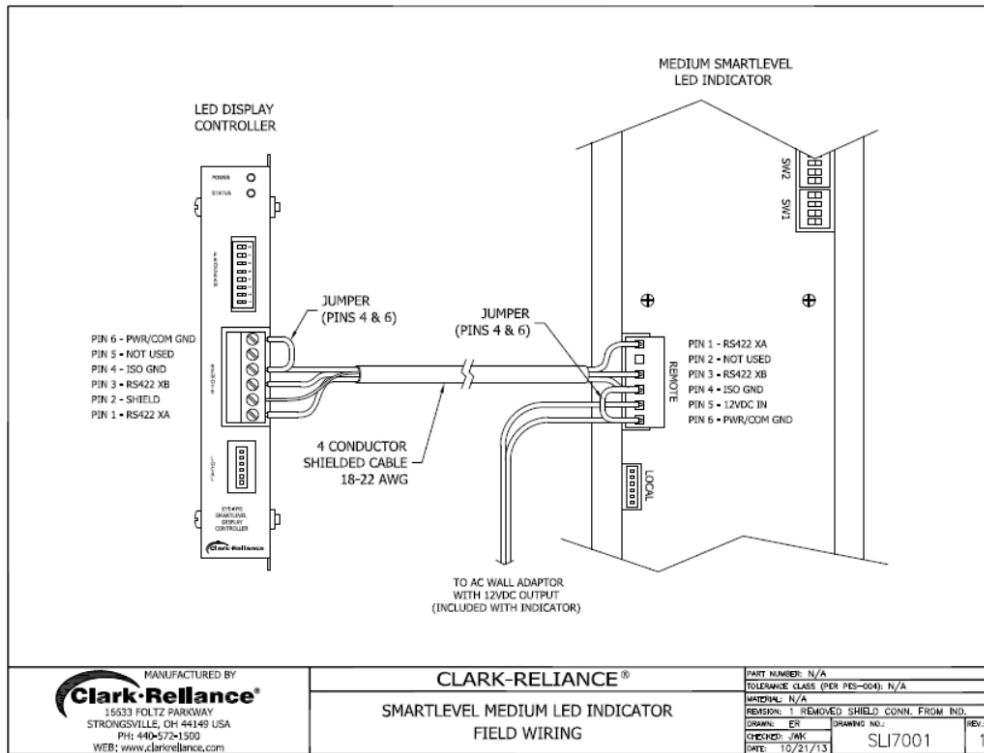 MEDIUM SMARTLEVEL
LED INDICATOR
LED DISPLAY
CONTROLLER
POWER
STATUS
SW2
SW1
JUMPER
(PINS 4 & 6)
JUMPER
(PINS 4 & 6)
PIN 6 - PWR/COM GND
PIN 5 - NOT USED
PIN 4 - ISO GND
PIN 3 - RS422 XB
PIN 2 - SHIELD
PIN 1 - RS422 XA
REMOTE
PIN 1 - RS422 XA
PIN 2 - NOT USED
PIN 3 - RS422 XB
PIN 4 - ISO GND
PIN 5 - 12VDC IN
PIN 6 - PWR/COM GND
REMOTE
4 CONDUCTOR
SHIELDED CABLE
18-22 AWG
LOCAL
LOCAL
SMARTLEVEL
DISPLAY
CONTROLLER
Clark-Reliance
TO AC WALL ADAPTOR
WITH 12VDC OUTPUT
(INCLUDED WITH INDICATOR)
MANUFACTURED BY
Clark-Reliance®
16633 FOLTZ PARKWAY
STRONGSVILLE, OH 44149 USA
PH: 440-572-1500
WEB: www.clarkreliance.com
CLARK-RELIANCE®
SMARTLEVEL MEDIUM LED INDICATOR
FIELD WIRING
PART NUMBER: N/A
TOLERANCE CLASS (PER PES-004): N/A
MATERIAL: N/A
REVISION: 1 REMOVED SHIELD CONN. FROM IND.
DRAWN: ER
CHECKED: JWK
DATE: 10/21/13
DRAWING NO.:
SLI7001
REV.:
1